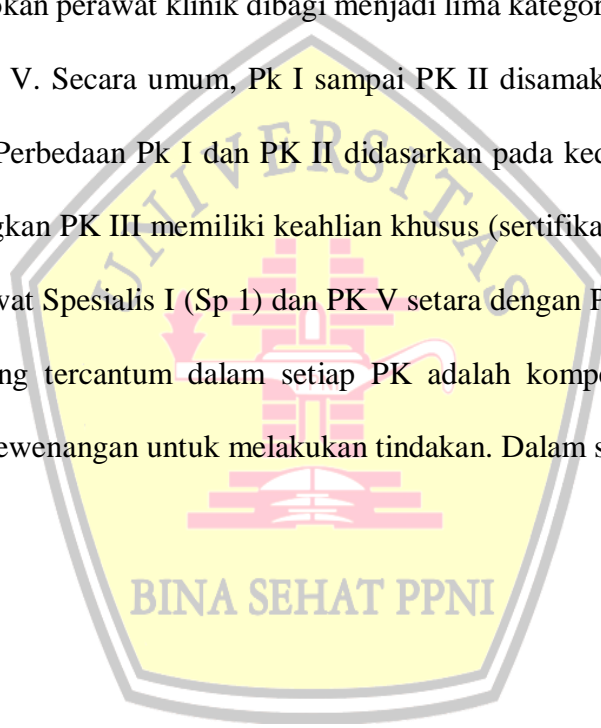 okan perawat klinik dibagi menjadi lima kategor
V. Secara umum, Pk I sampai PK II disamak
Perbedaan Pk I dan PK II didasarkan pada ked
gkan PK III memiliki keahlian khusus (sertifika
wat Spesialis I (Sp 1) dan PK V setara dengan P
ng tercantum dalam setiap PK adalah kompe
ewenangan untuk melakukan tindakan. Dalam s
UNIVERSITAS
BINA SEHAT PPNI